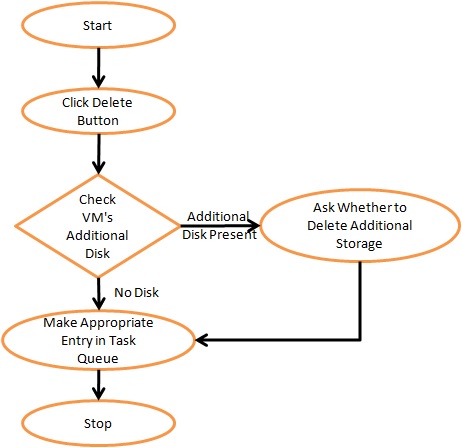 Start
Click Delete
Button
Check
VM's
Additional
Disk
Additional
Disk Present
Ask Whether to
Delete Additional
Storage
No Disk
Make Appropriate
Entry in Task
Queue
Stop